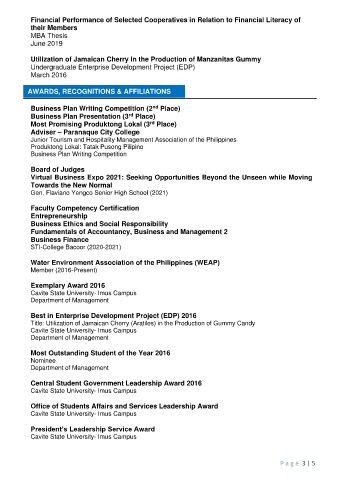 Financial Performance of Selected Cooperatives in Relation to Financial Literacy of
their Members
MBA Thesis
June 2019
Utilization of Jamaican Cherry in the Production of Manzanitas Gummy
Undergraduate Enterprise Development Project (EDP)
March 2016
AWARDS, RECOGNITIONS & AFFILIATIONS
Business Plan Writing Competition (2nd Place)
Business Plan Presentation (3rd Place)
Most Promising Produktong Lokal (3rd Place)
Adviser – Paranaque City College
Junior Tourism and Hospitality Management Association of the Philippines
Produktong Lokal: Tatak Pusong Pilipino
Business Plan Writing Competition
Board of Judges
Virtual Business Expo 2021: Seeking Opportunities Beyond the Unseen while Moving
Towards the New Normal
Gen. Flaviano Yengco Senior High School (2021)
Faculty Competency Certification
Entrepreneurship
Business Ethics and Social Responsibility
Fundamentals of Accountancy, Business and Management 2
Business Finance
STI-College Bacoor (2020-2021)
Water Environment Association of the Philippines (WEAP)
Member (2016-Present)
Exemplary Award 2016
Cavite State University- Imus Campus
Department of Management
Best in Enterprise Development Project (EDP) 2016
Title: Utilization of Jamaican Cherry (Aratiles) in the Production of Gummy Candy
Cavite State University- Imus Campus
Department of Management
Most Outstanding Student of the Year 2016
Nominee
Department of Management
Central Student Government Leadership Award 2016
Cavite State University- Imus Campus
Office of Students Affairs and Services Leadership Award
Cavite State University- Imus Campus
President's Leadership Service Award
Cavite State University- Imus Campus
Page 3 | 5